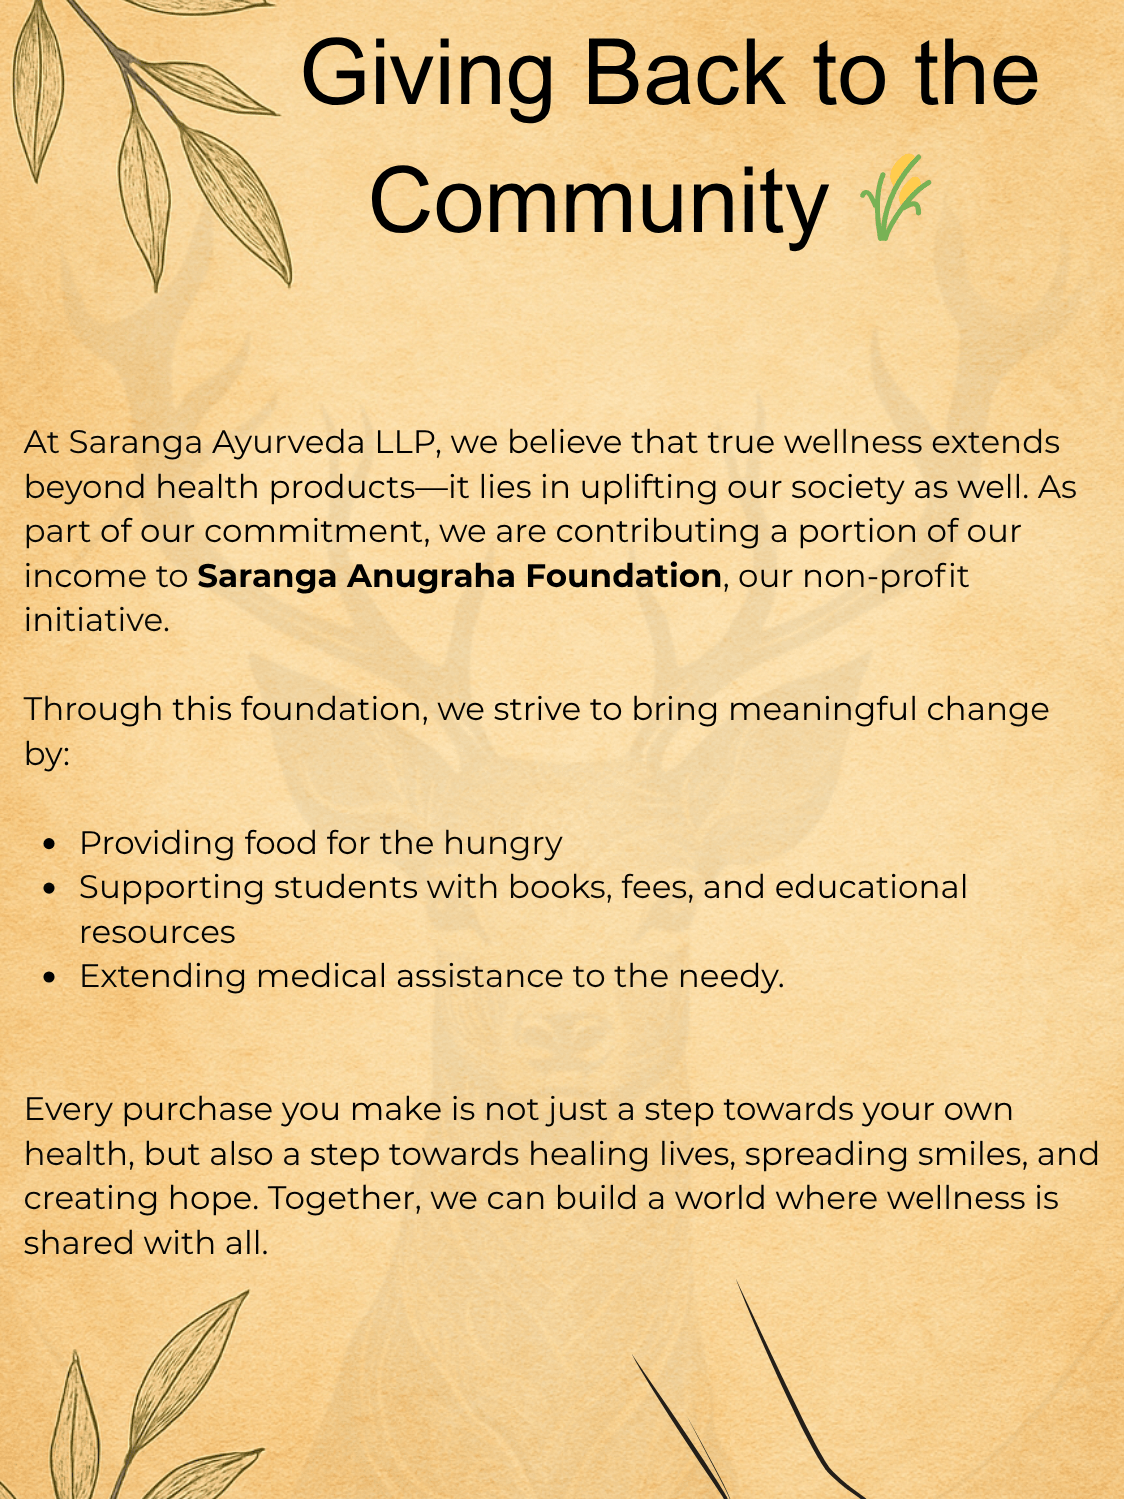 Giving Back to the
Community 🌾
At Saranga Ayurveda LLP, we believe that true wellness extends
beyond health products—it lies in uplifting our society as well. As
part of our commitment, we are contributing a portion of our
income to Saranga Anugraha Foundation, our non-profit
initiative.
Through this foundation, we strive to bring meaningful change
by:
• Providing food for the hungry
• Supporting students with books, fees, and educational
resources
• Extending medical assistance to the needy.
Every purchase you make is not just a step towards your own
health, but also a step towards healing lives, spreading smiles, and
creating hope. Together, we can build a world where wellness is
shared with all.